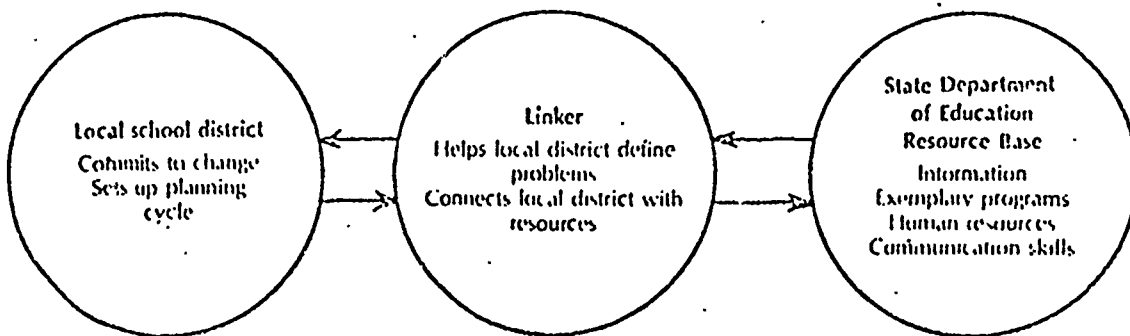 Local school district
Commits to change
Sets up planning
cycle
Linker
Helps local district define
problems
Connects local district with
resources
State Department
of Education
Resource Base
Information
Exemplary programs
Human resources
Communication skills